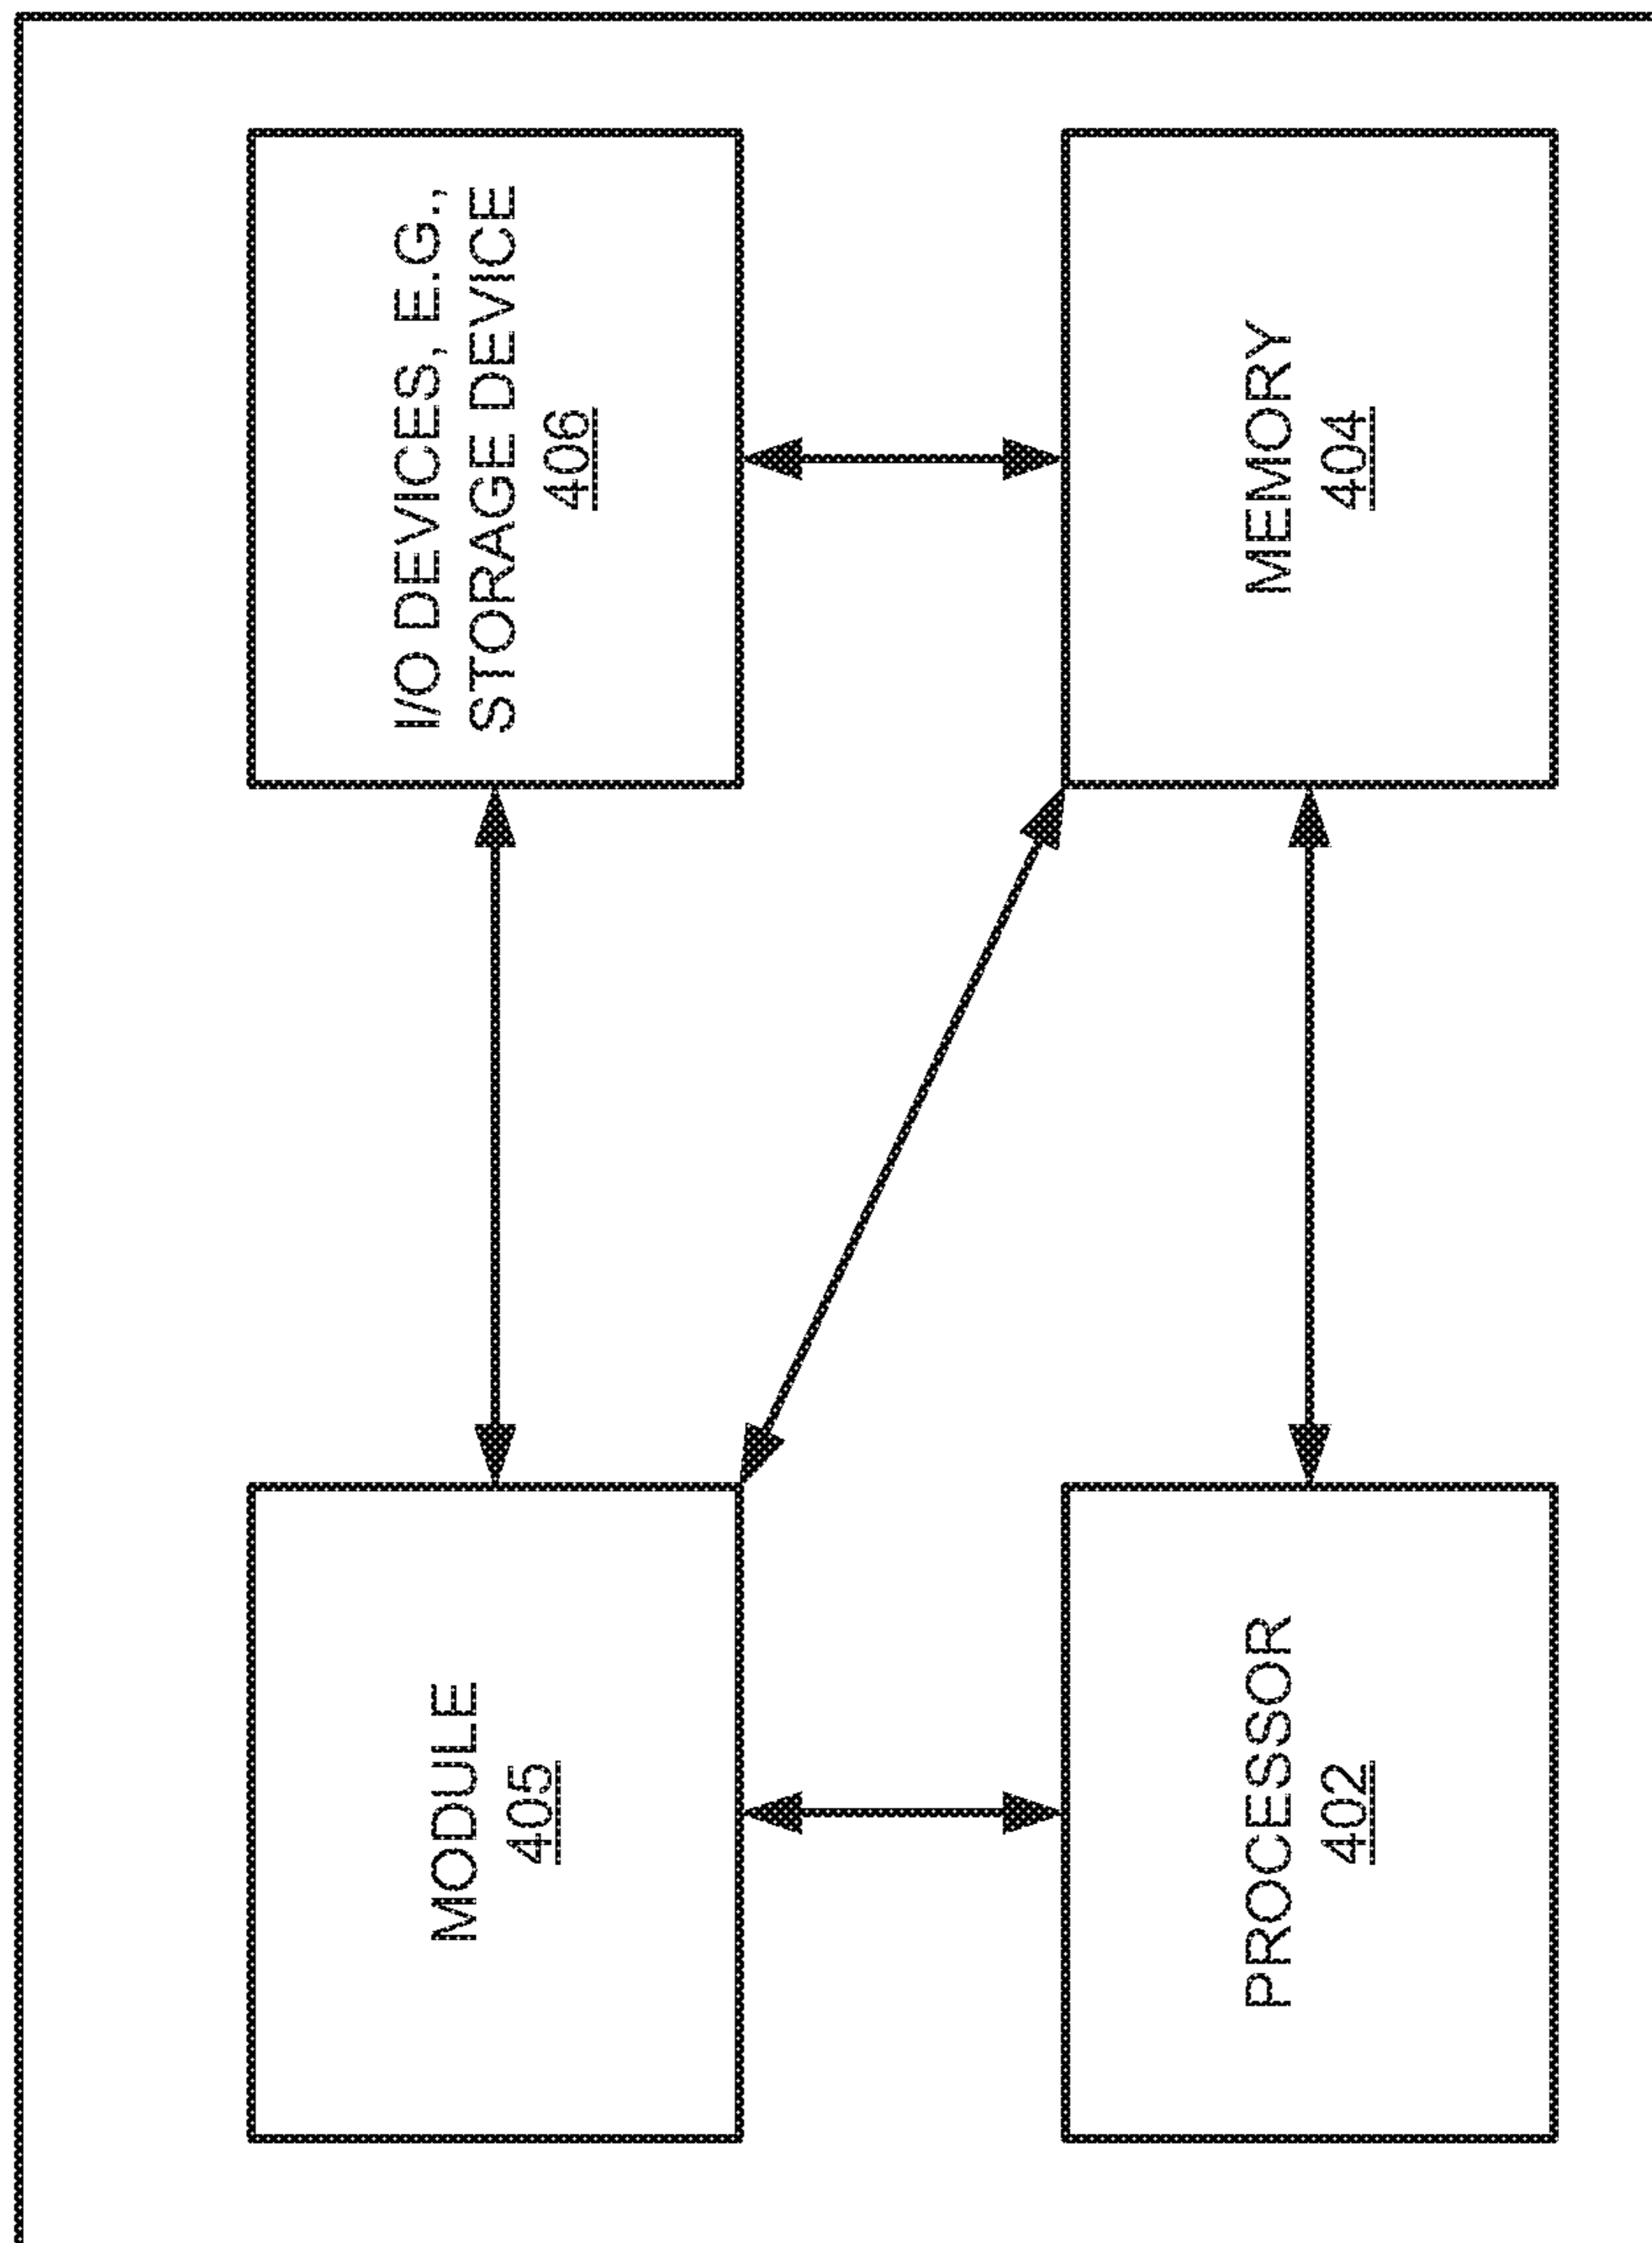 MODULE
405
I/O DEVICES, E.G.,
STORAGE DEVICE
406
PROCESSOR
402
MEMORY
404